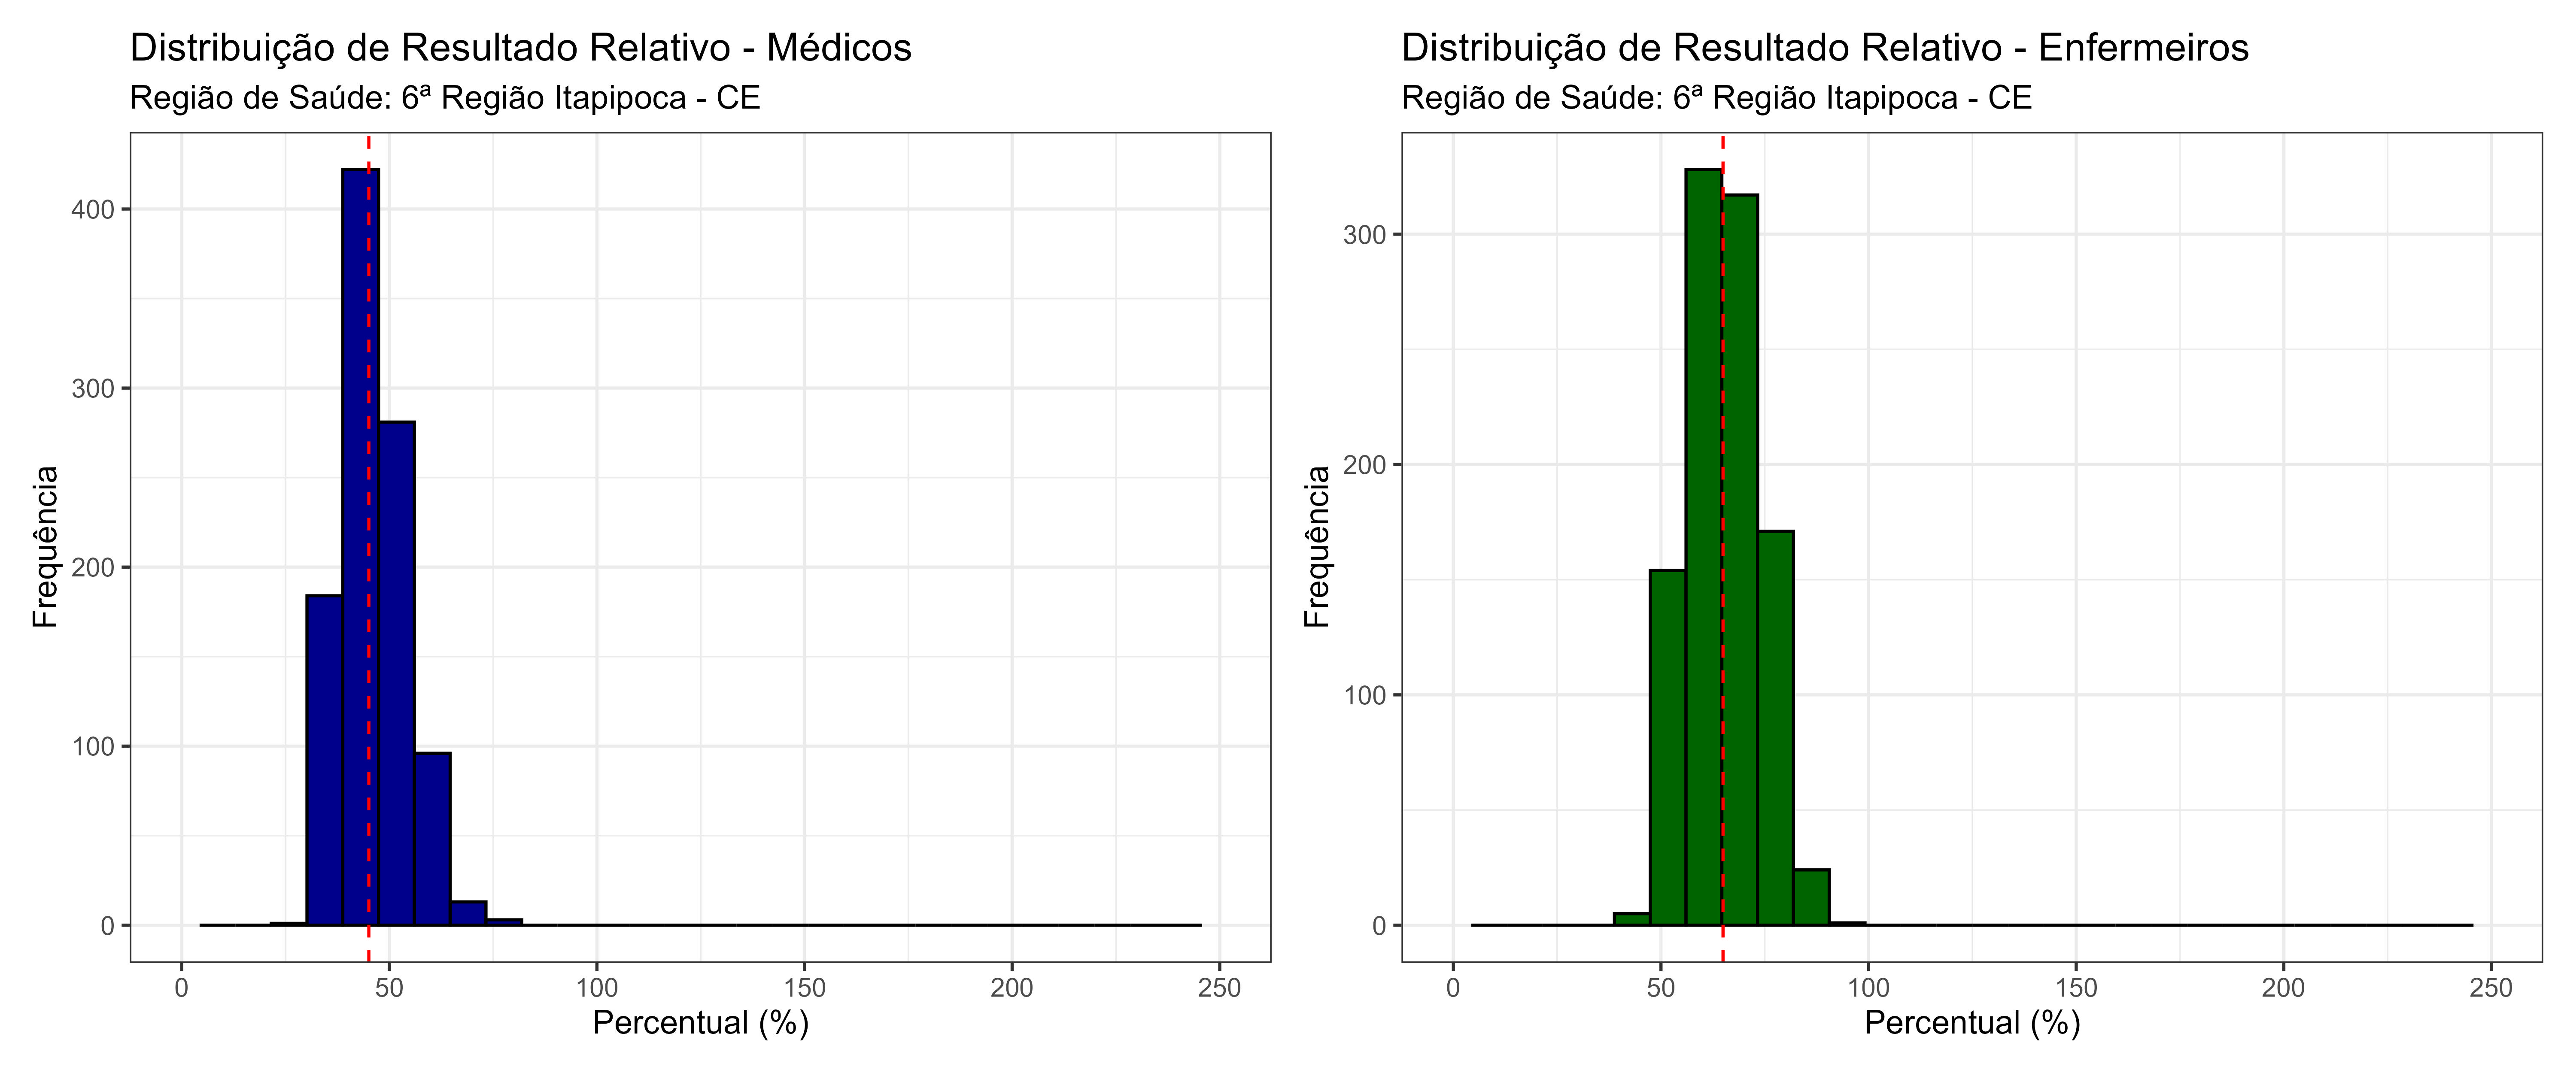 Distribuição de Resultado Relativo - Médicos
Região de Saúde: 6ª Região Itapipoca - CE
Frequência
400
300
200
100
0
0 50 100 150 200 250
Percentual (%)
Distribuição de Resultado Relativo - Enfermeiros
Região de Saúde: 6ª Região Itapipoca - CE
Frequência
300
200
100
0
0 50 100 150 200 250
Percentual (%)